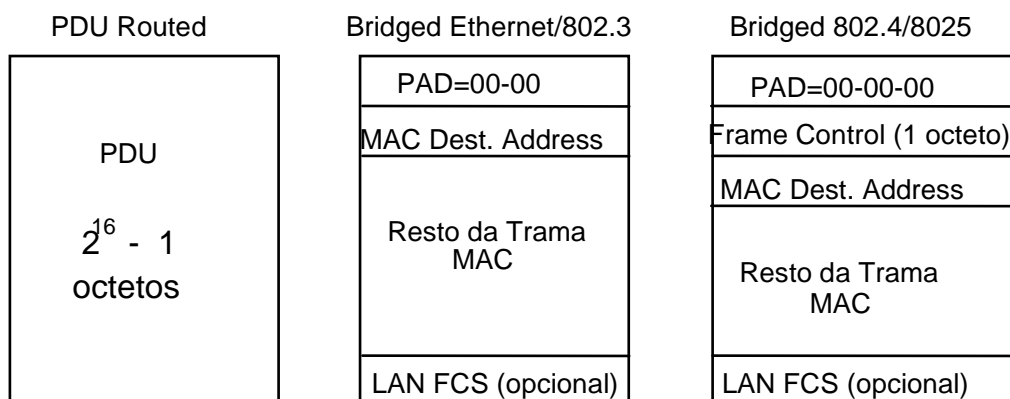 PDU Routed
PDU
2^16 - 1
octetos
Bridged Ethernet/802.3
PAD=00-00
MAC Dest. Address
Resto da Trama
MAC
LAN FCS (opcional)
Bridged 802.4/8025
PAD=00-00-00
Frame Control (1 octeto)
MAC Dest. Address
Resto da Trama
MAC
LAN FCS (opcional)